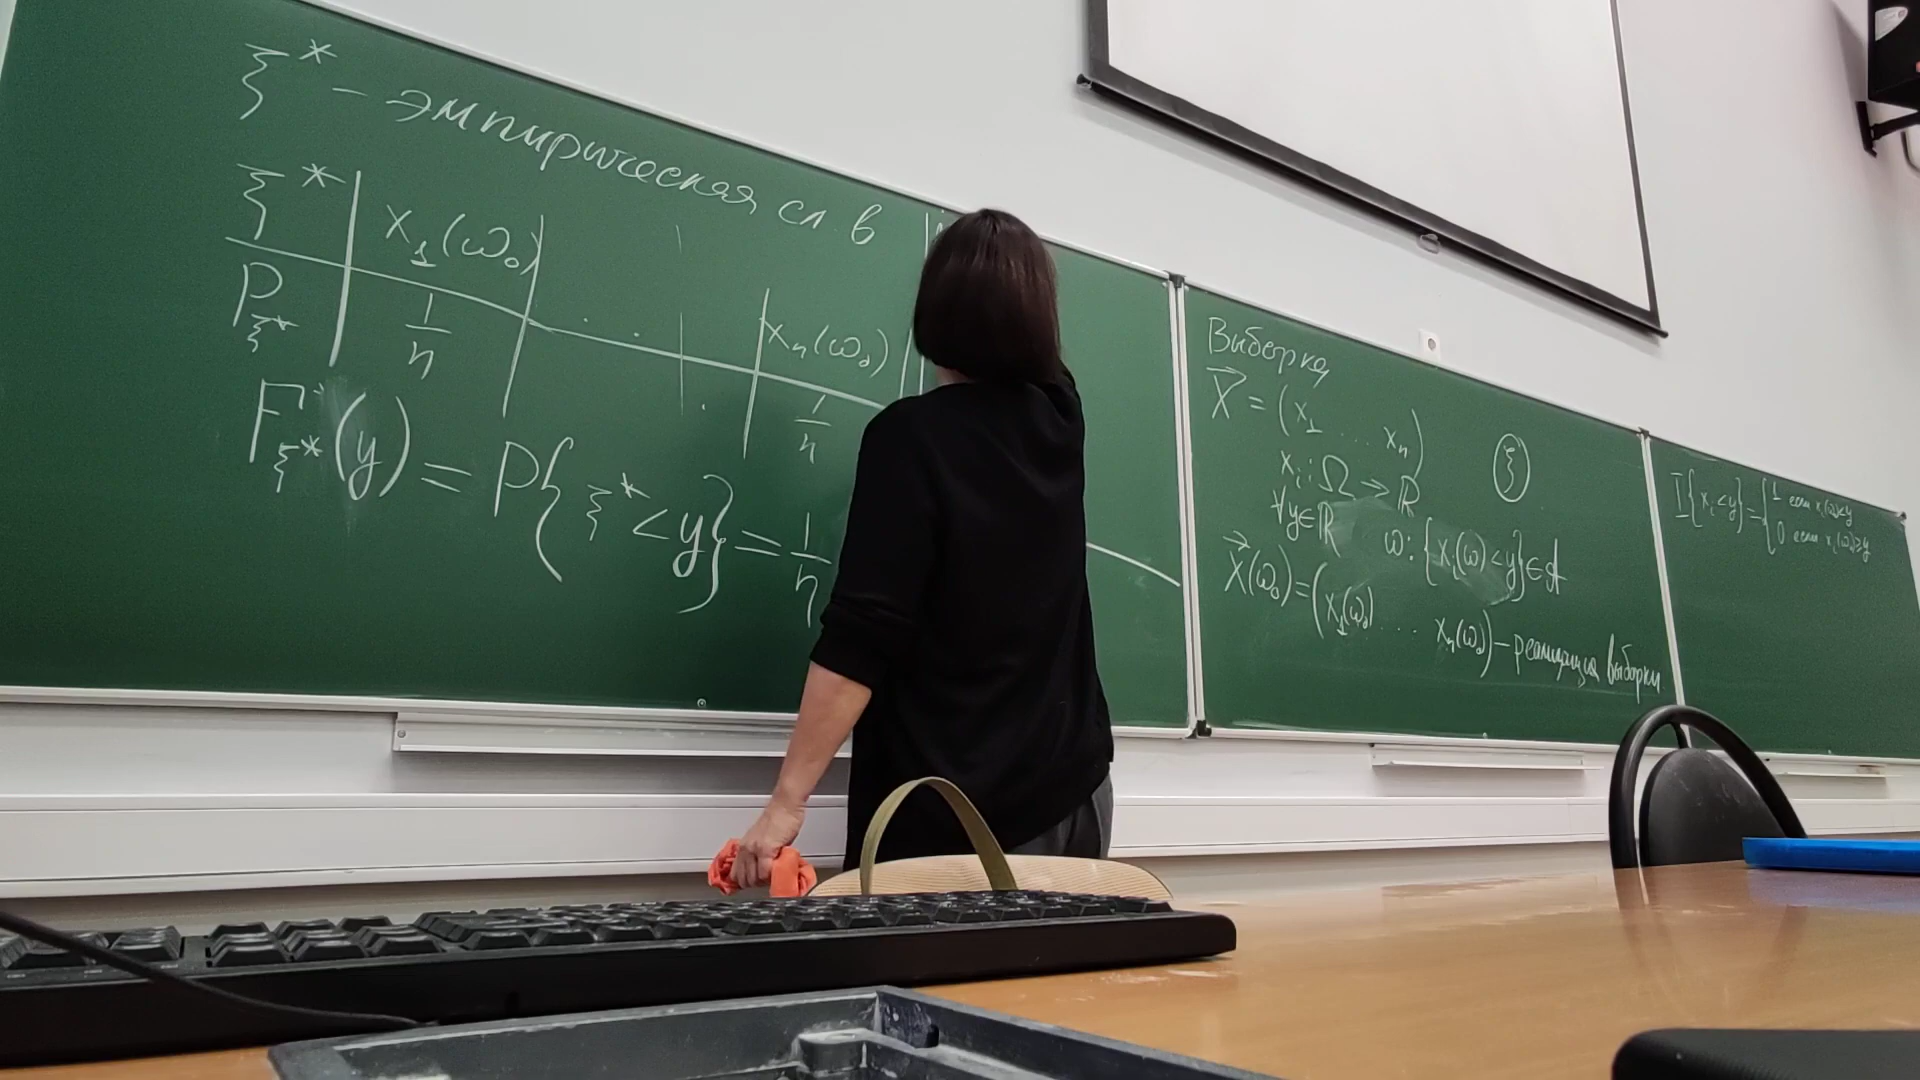 ξ* – эмпирическая сл. в
ξ* | x₁(ω₀) | . . . | xₙ(ω₀)
P_ξ* | 1/n | . | 1/n
F*_ξ*(y) = P{ξ* < y} = 1/n
Выборка
X⃗ = (x₁ ... xₙ) ξ
xᵢ: Ω → ℝ
∀y∈ℝ ω: {xᵢ(ω) < y} ∈ 𝒜
X⃗(ω₀) = (x₁(ω₀) ... xₙ(ω₀)) – реализация выборки
I{xᵢ < y} = { 1 если xᵢ(ω) < y
0 если xᵢ(ω) ≥ y